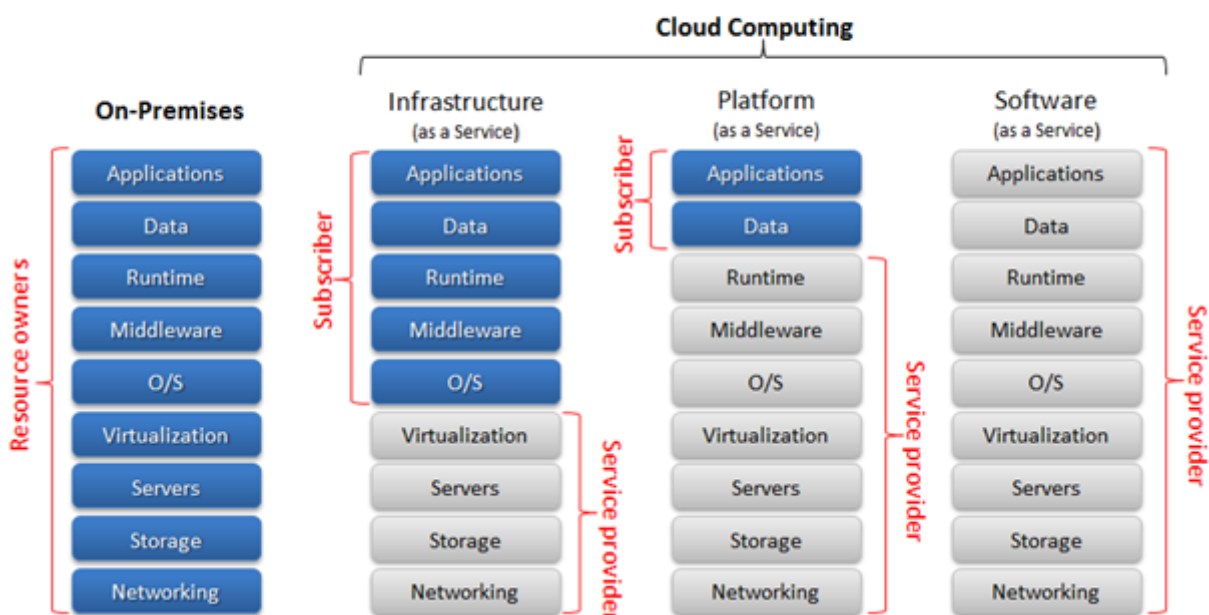 Cloud Computing
On-Premises
Infrastructure
(as a Service)
Platform
(as a Service)
Software
(as a Service)
Resource owners
Applications
Data
Runtime
Middleware
O/S
Virtualization
Servers
Storage
Networking
Subscriber
Applications
Data
Runtime
Middleware
O/S
Virtualization
Servers
Storage
Networking
Service provider
Subscriber
Applications
Data
Runtime
Middleware
O/S
Virtualization
Servers
Storage
Networking
Service provider
Applications
Data
Runtime
Middleware
O/S
Virtualization
Servers
Storage
Networking
Service provider